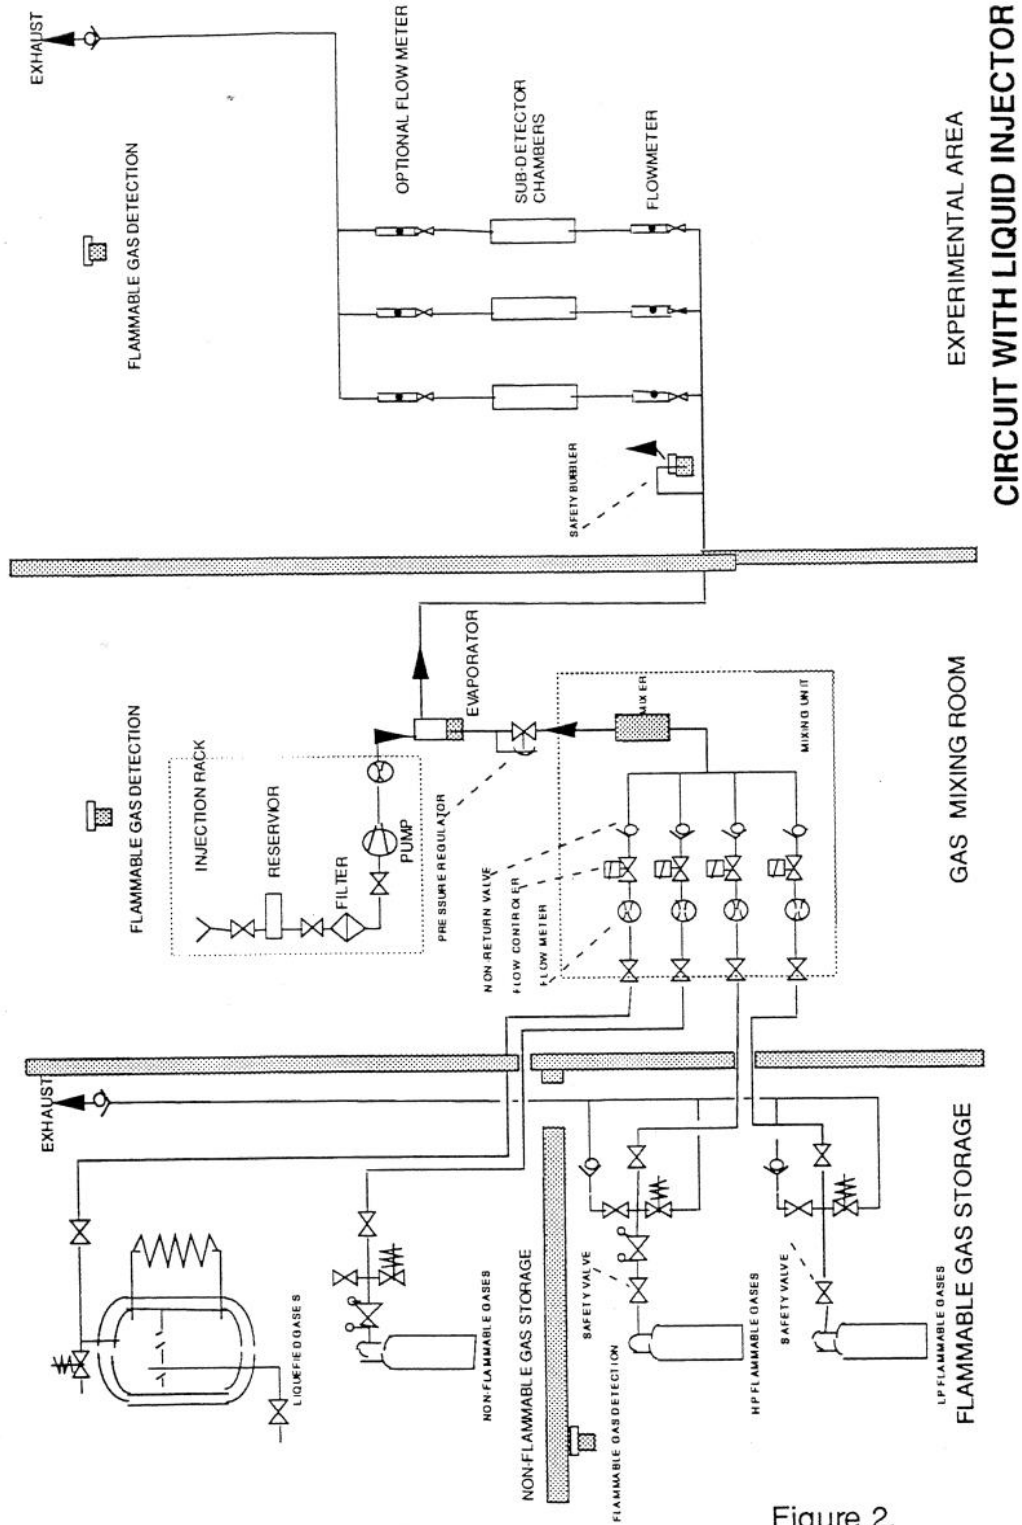 EXHAUST
FLAMMABLE GAS DETECTION
OPTIONAL FLOW METER
SUB-DETECTOR
CHAMBERS
FLOWMETER
SAFETY BUBBLER
EXPERIMENTAL AREA
CIRCUIT WITH LIQUID INJECTOR
FLAMMABLE GAS DETECTION
INJECTION RACK
RESERVIOR
FILTER
PUMP
EVAPORATOR
PRESSURE REGULATOR
NON-RETURN VALVE
FLOW CONTROLER
FLOW METER
MIXER
MIXING UNIT
GAS MIXING ROOM
EXHAUST
LIQUEFIED GASES
NON-FLAMMABLE GASES
NON-FLAMMABLE GAS STORAGE
SAFETY VALVE
FLAMMABLE GAS DETECTION
HP FLAMMABLE GASES
SAFETY VALVE
LP FLAMMABLE GASES
FLAMMABLE GAS STORAGE
Figure 2.